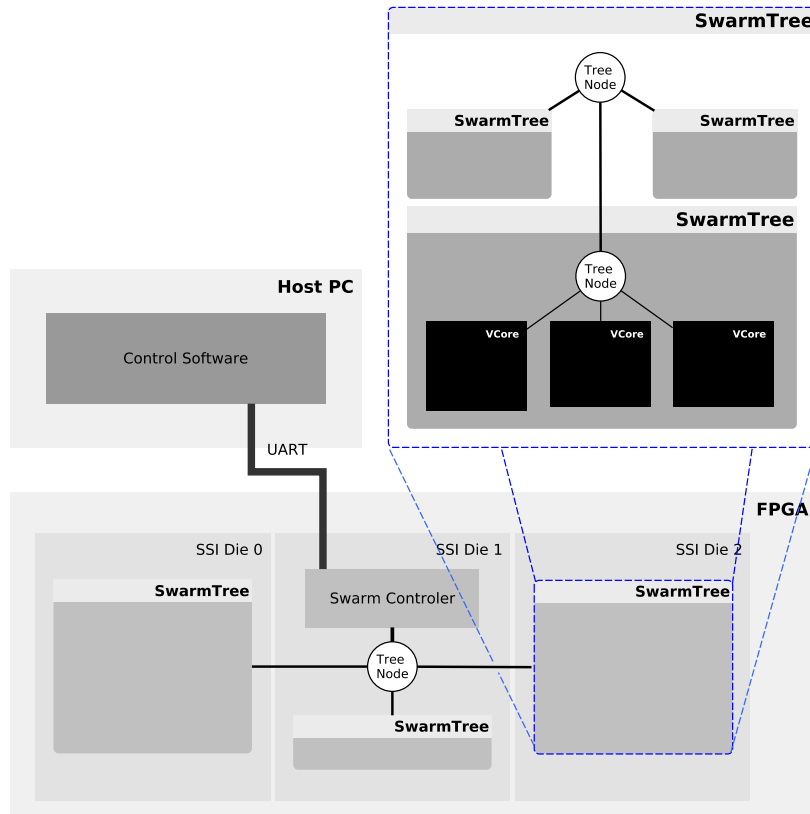 SwarmTree
Tree
Node
SwarmTree
SwarmTree
SwarmTree
Tree
Node
VCore
VCore
VCore
Host PC
Control Software
UART
FPGA
SSI Die 0
SSI Die 1
SSI Die 2
SwarmTree
Swarm Controler
SwarmTree
Tree
Node
SwarmTree